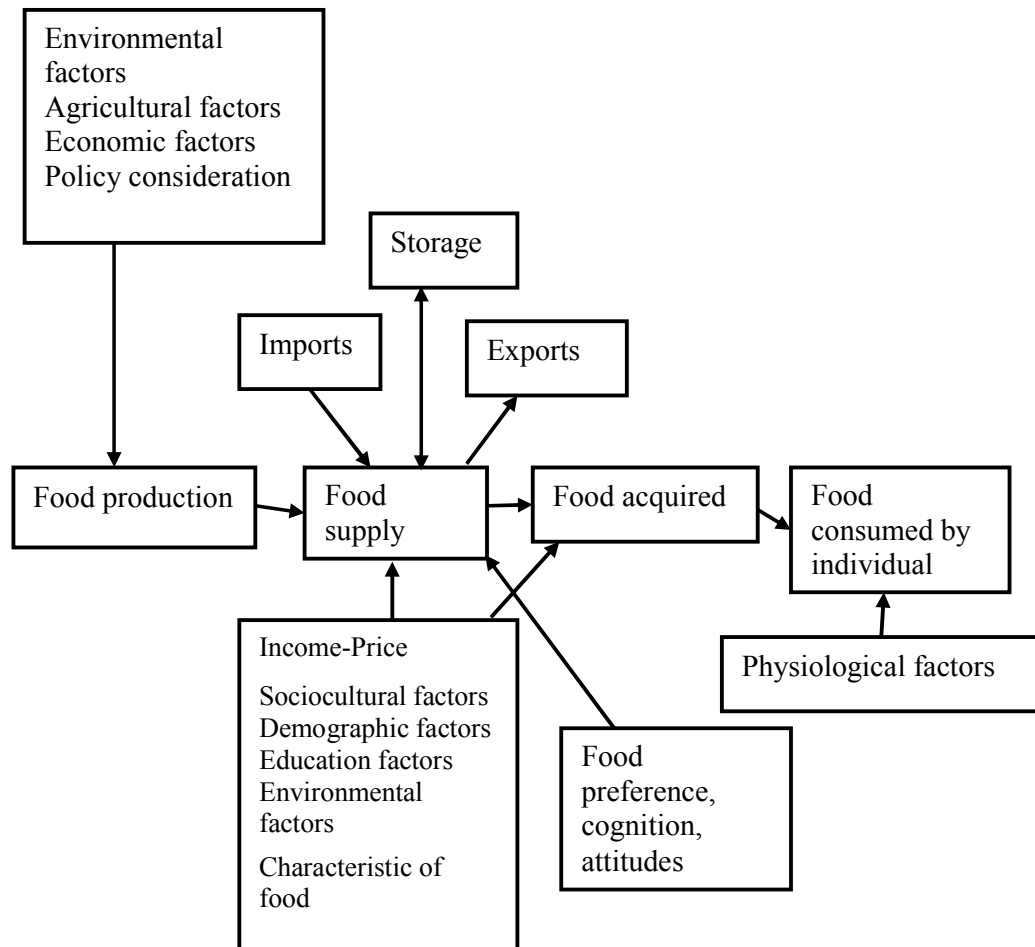 Environmental
factors
Agricultural factors
Economic factors
Policy consideration
Storage
Imports
Exports
Food production
Food
supply
Food acquired
Food
consumed by
individual
Income-Price
Sociocultural factors
Demographic factors
Education factors
Environmental
factors
Characteristic of
food
Physiological factors
Food
preference,
cognition,
attitudes